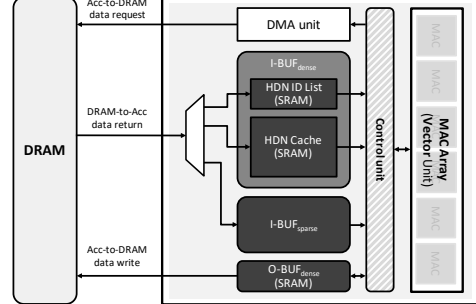 Acc-to-DRAM
data request
DMA unit
I-BUFdense
HDN ID List
(SRAM)
DRAM-to-Acc
data return
DRAM
HDN Cache
(SRAM)
I-BUFsparse
Acc-to-DRAM
data write
O-BUFdense
(SRAM)
Control unit
MAC
MAC
MAC Array
(Vector Unit)
MAC
MAC